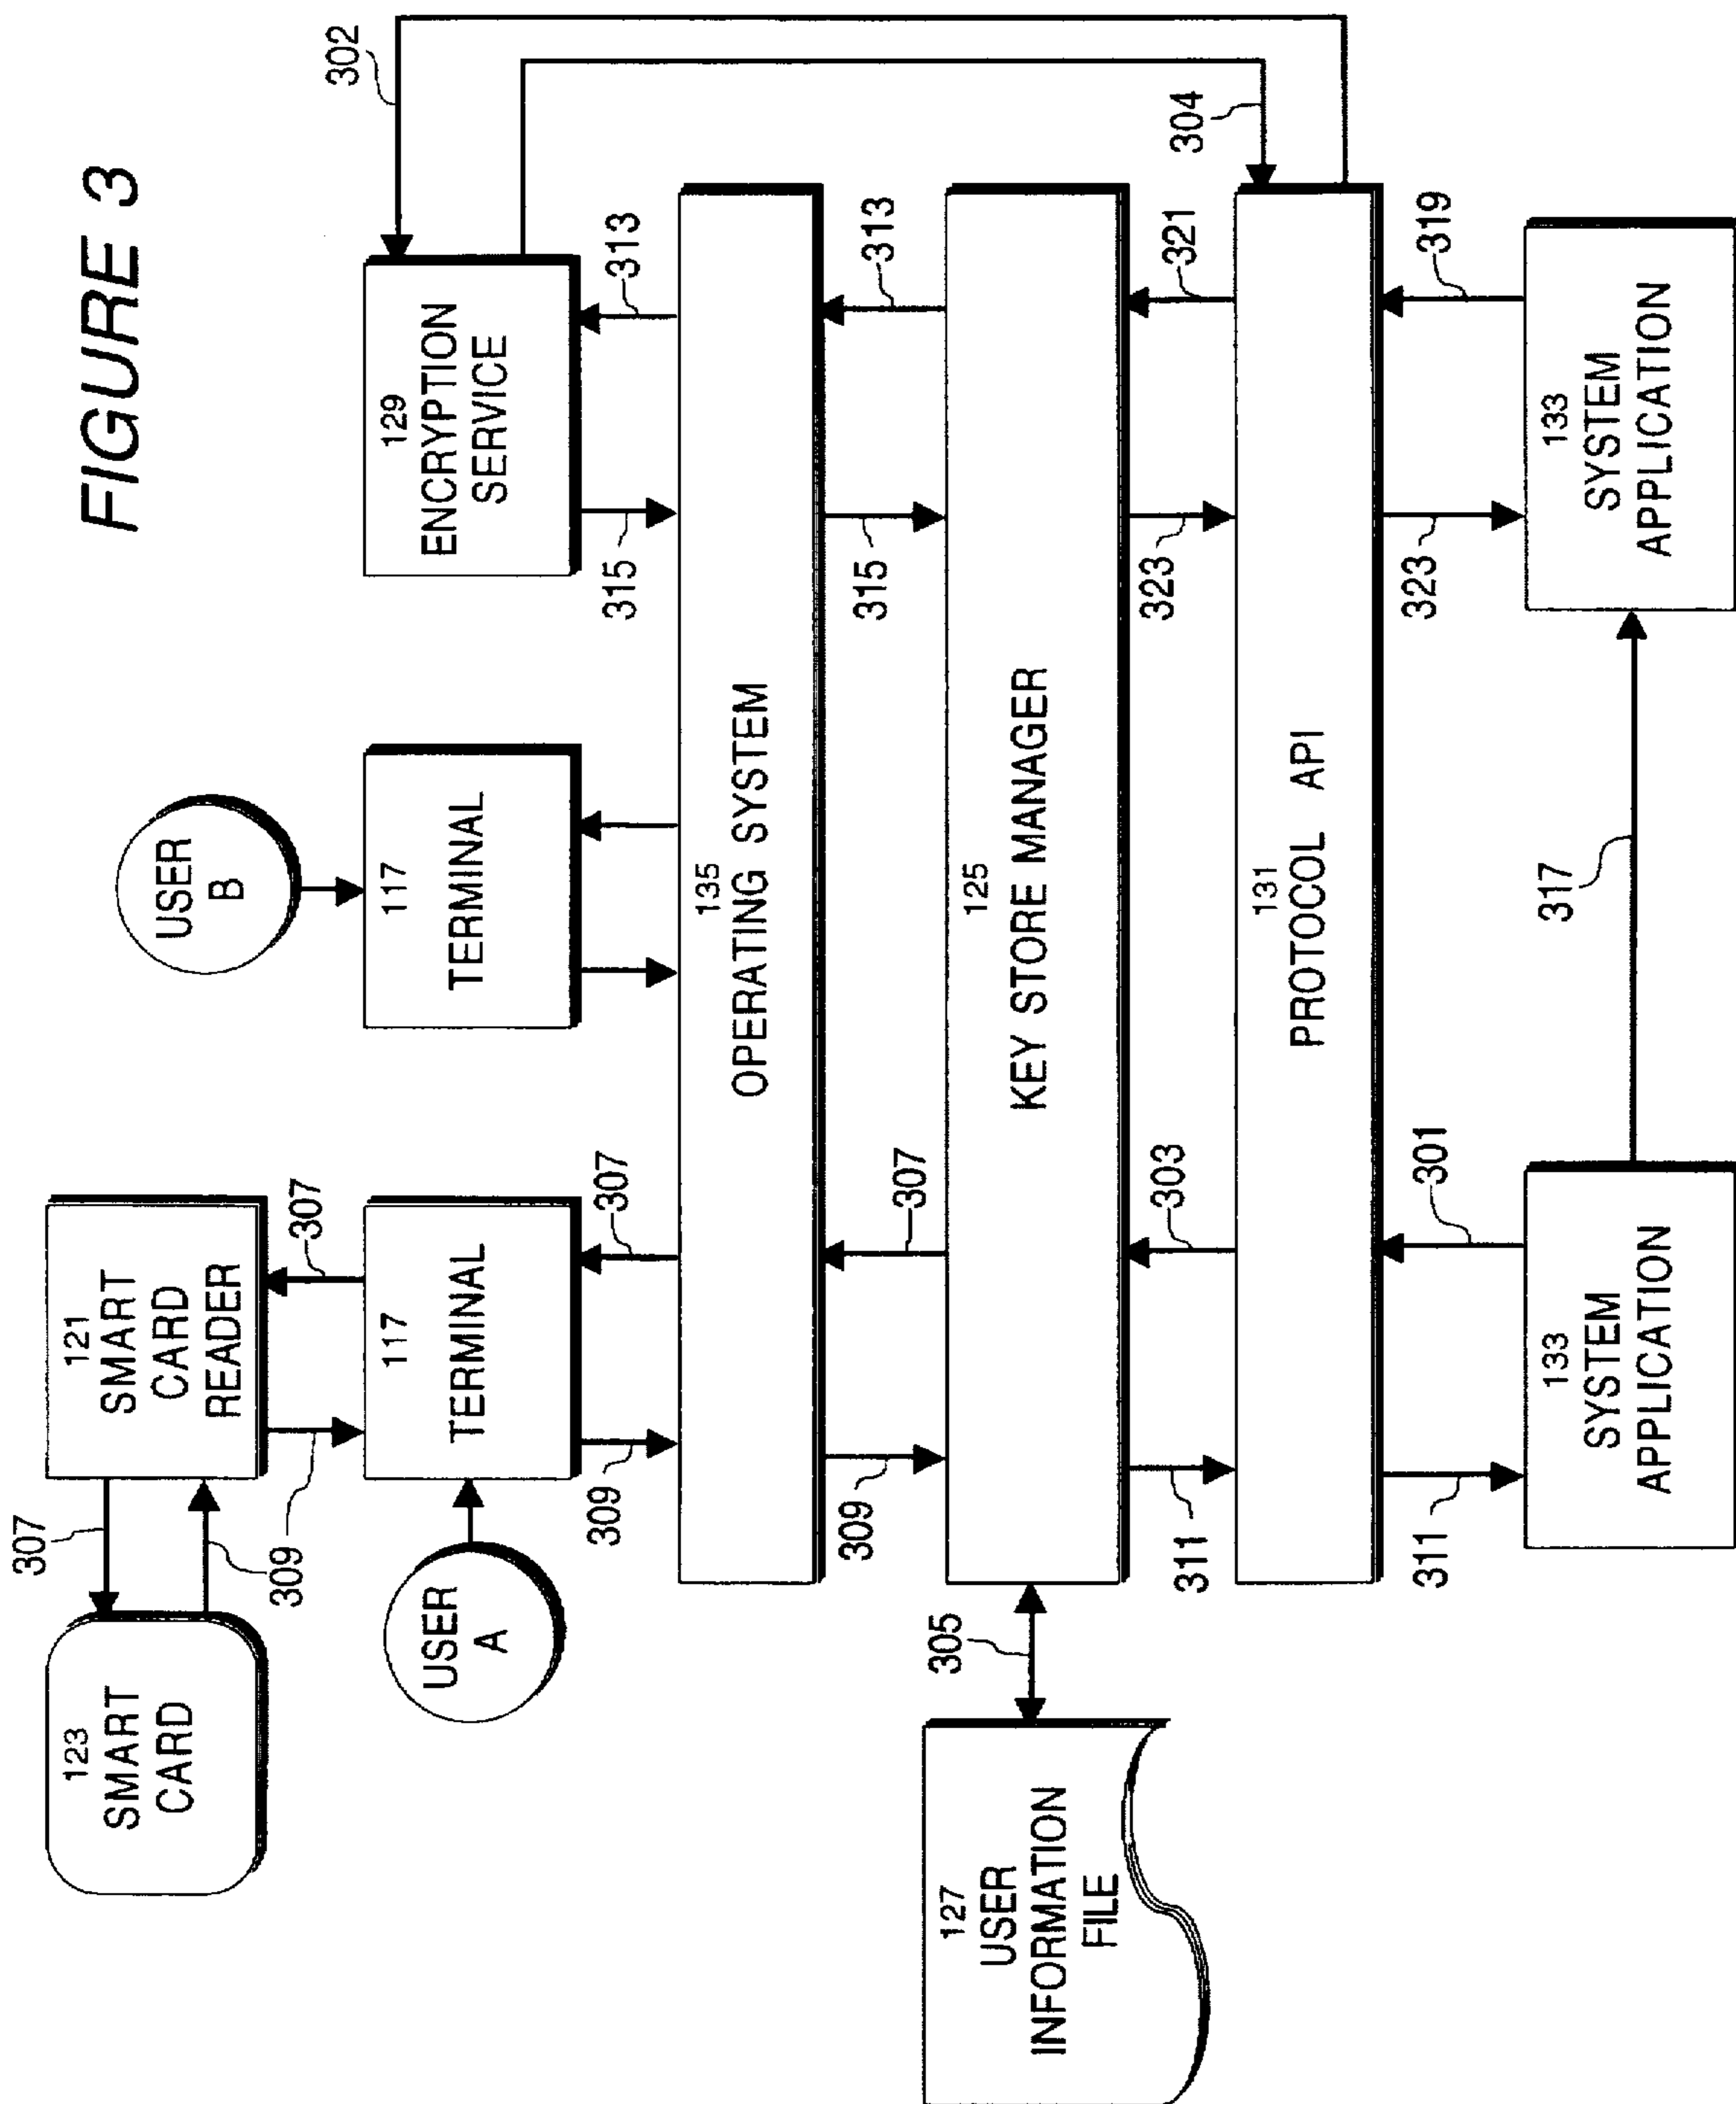 FIGURE 3
123
SMART
CARD
307
309
121
SMART
CARD
READER
309
307
USER
A
117
TERMINAL
USER
B
117
TERMINAL
129
ENCRYPTION
SERVICE
302
309
307
315
313
135
OPERATING SYSTEM
309
307
315
313
304
127
USER
INFORMATION
FILE
305
125
KEY STORE MANAGER
311
303
323
321
131
PROTOCOL API
311
301
323
319
133
SYSTEM
APPLICATION
317
133
SYSTEM
APPLICATION